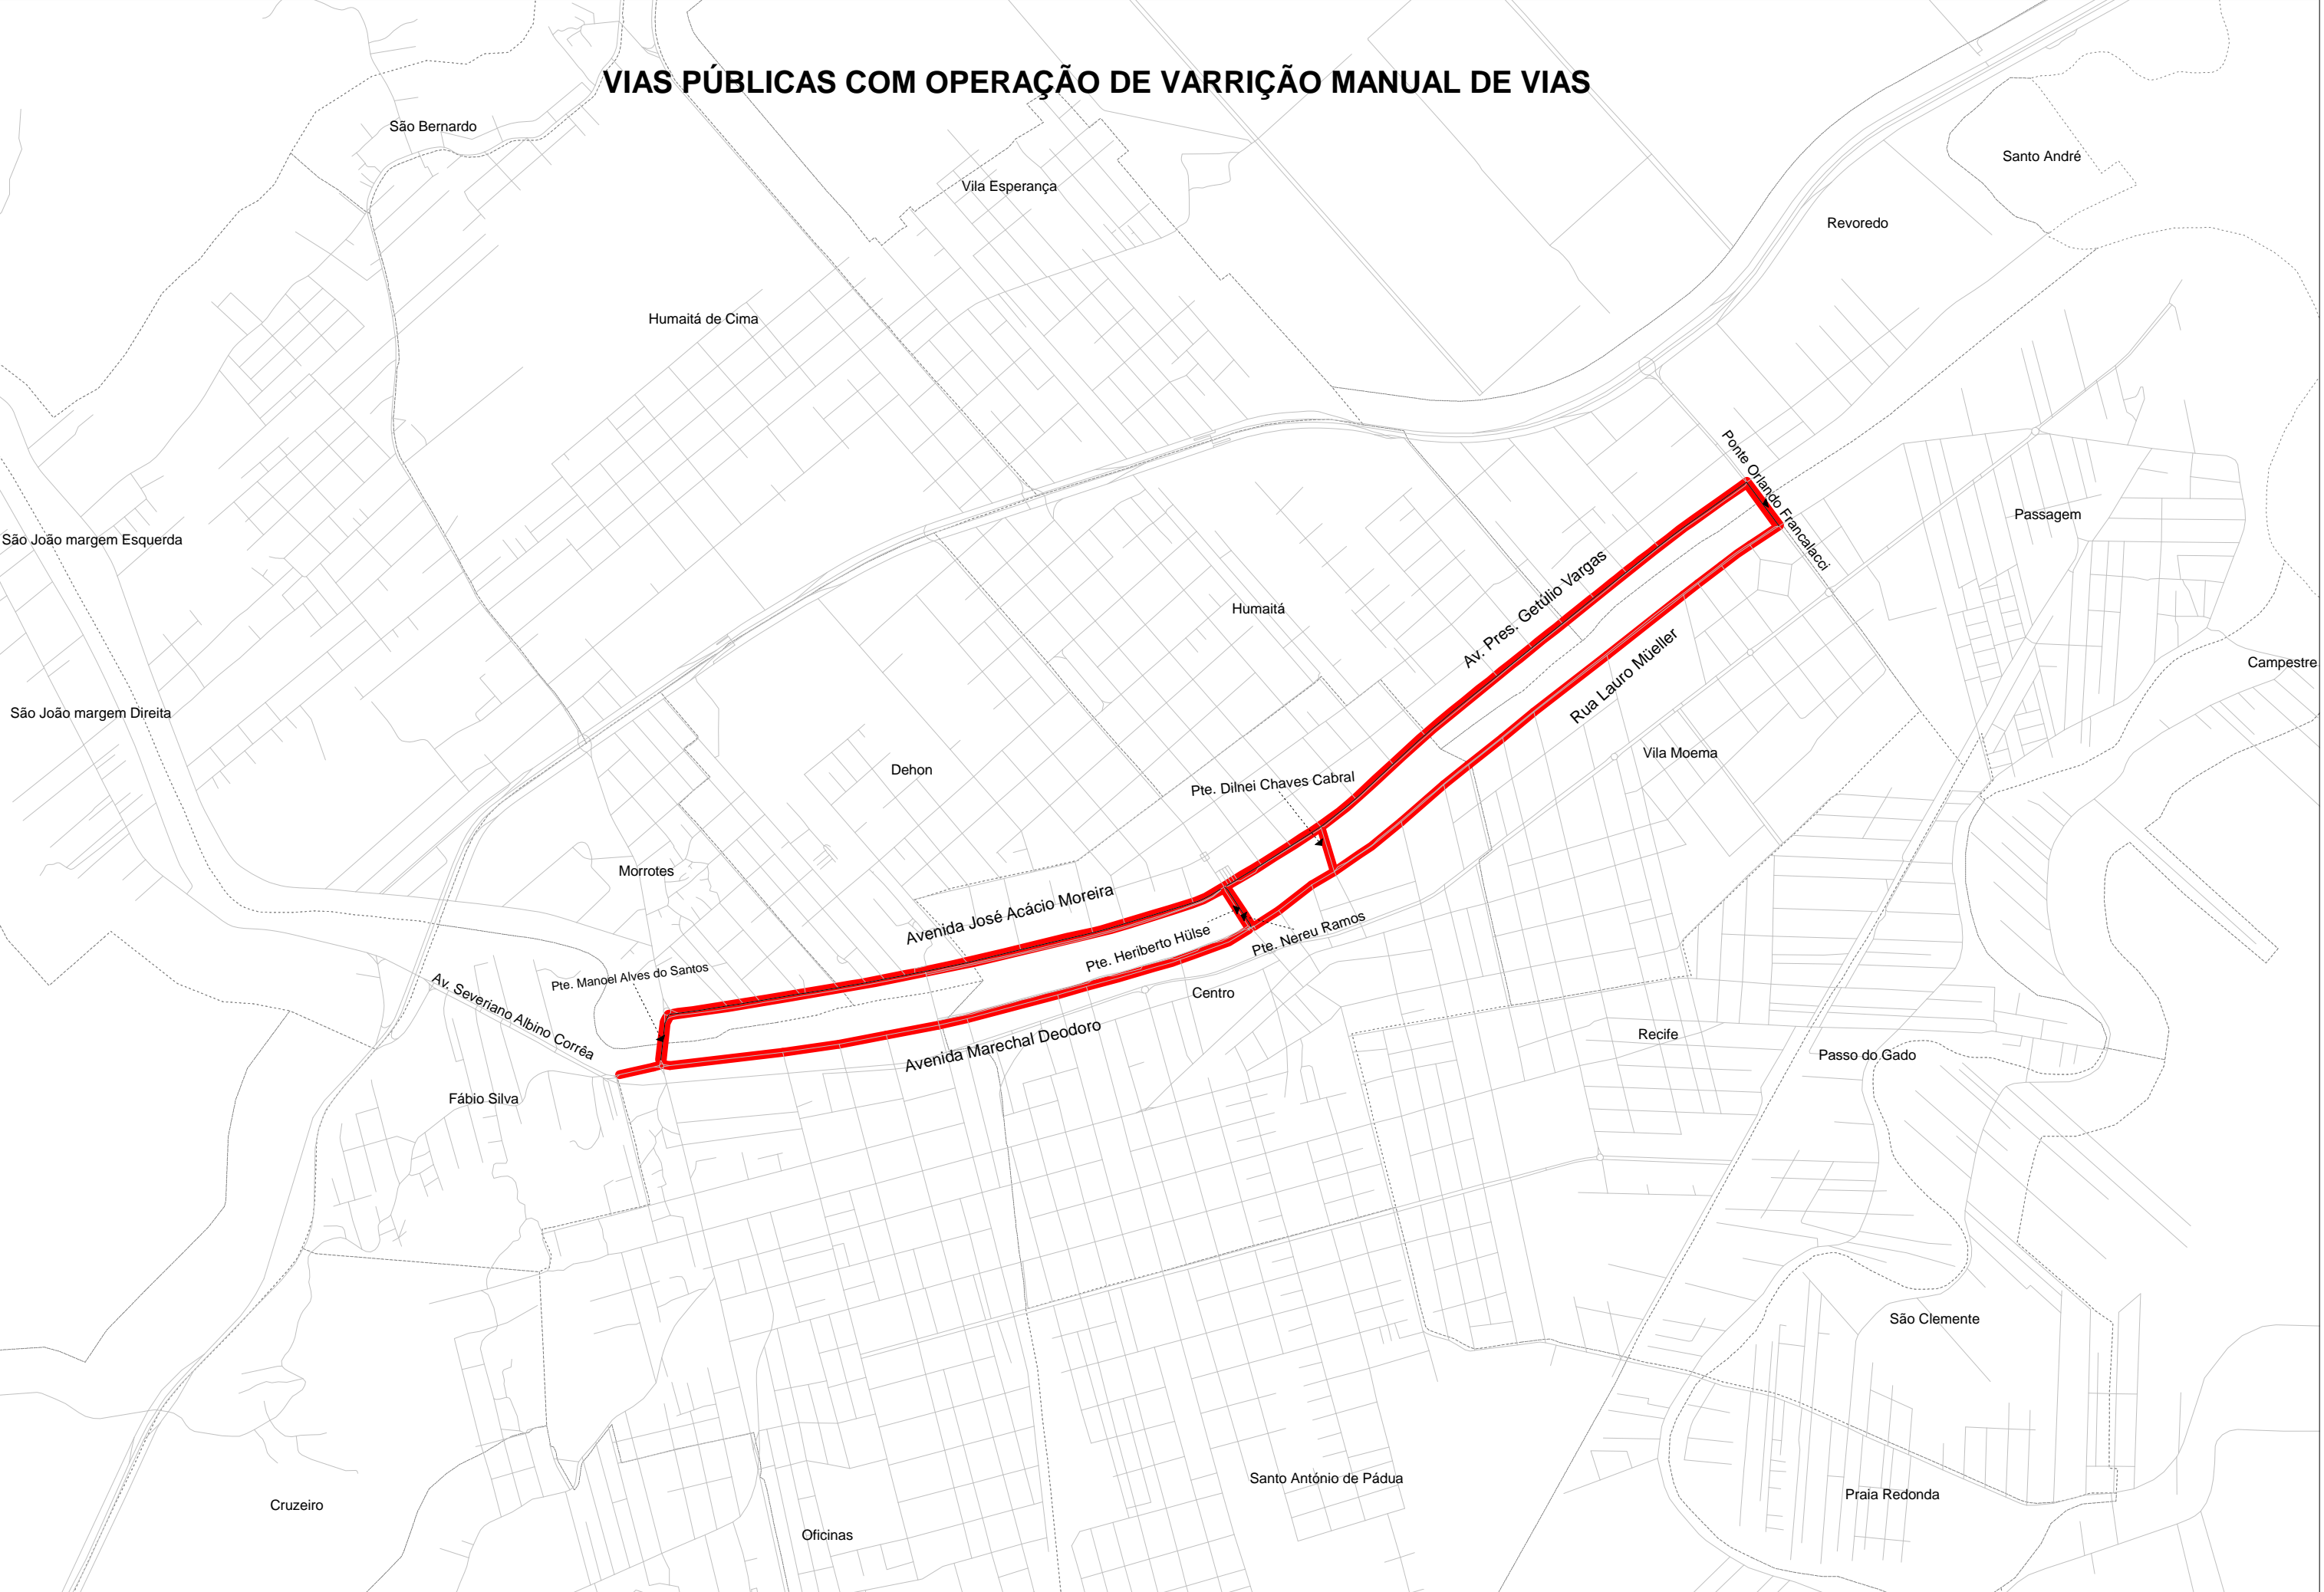 VIAS PÚBLICAS COM OPERAÇÃO DE VARRIÇÃO MANUAL DE VIAS
São Bernardo
Santo André
Vila Esperança
Revoredo
Humaitá de Cima
Ponte Orlando Francalacci
Passagem
São João margem Esquerda
Av. Pres. Getúlio Vargas
Humaitá
Rua Lauro Müeller
Campestre
São João margem Direita
Vila Moema
Dehon
Pte. Dilnei Chaves Cabral
Morrotes
Avenida José Acácio Moreira
Pte. Heriberto Hülse
Pte. Nereu Ramos
Pte. Manoel Alves do Santos
Centro
Av. Severiano Albino Corrêa
Avenida Marechal Deodoro
Recife
Passo do Gado
Fábio Silva
São Clemente
Santo António de Pádua
Praia Redonda
Cruzeiro
Oficinas